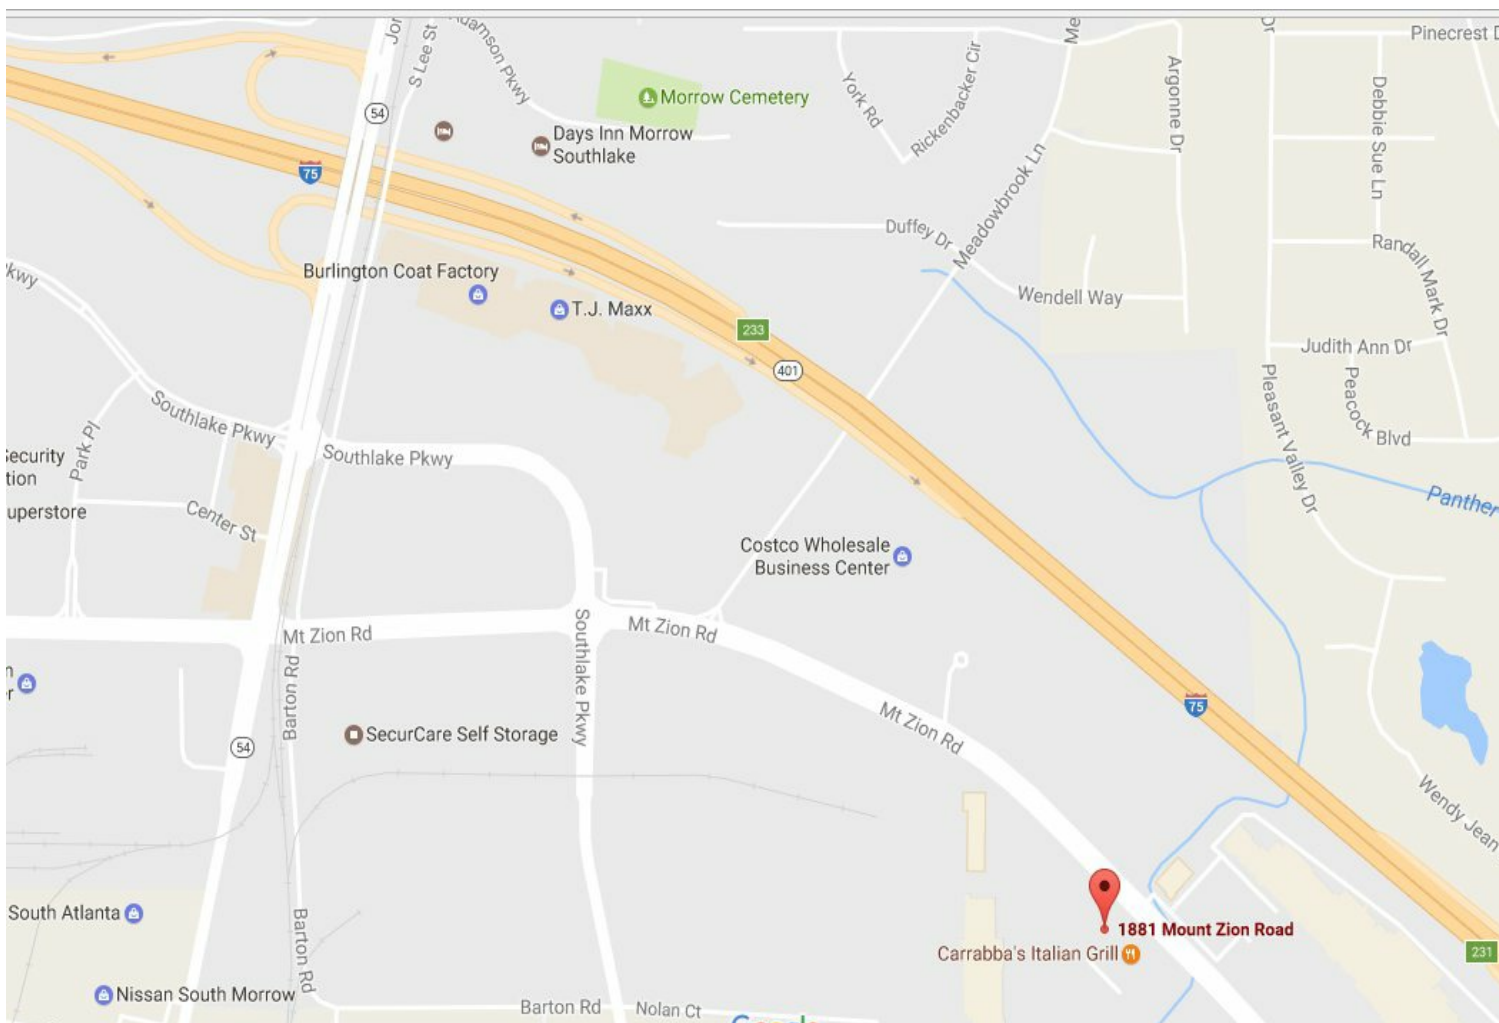 Jon
S Lee St
Adamson Pkwy
Me
Dr
Pinecrest D
54
Morrow Cemetery
York Rd
Rickenbacker Cir
Argonne Dr
Debbie Sue Ln
Days Inn Morrow
Southlake
75
Meadowbrook Ln
Duffey Dr
Randall Mark Dr
kwy
Burlington Coat Factory
T.J. Maxx
Wendell Way
233
401
Judith Ann Dr
Peacock Blvd
Pleasant Valley Dr
Southlake Pkwy
Park Pl
Southlake Pkwy
Security
tion
uperstore
Center St
Panther
Costco Wholesale
Business Center
Mt Zion Rd
Southlake Pkwy
Mt Zion Rd
n
r
Barton Rd
54
SecurCare Self Storage
Mt Zion Rd
75
Wendy Jean
South Atlanta
Barton Rd
1881 Mount Zion Road
Carrabba's Italian Grill
231
Nissan South Morrow
Barton Rd
Nolan Ct
Google